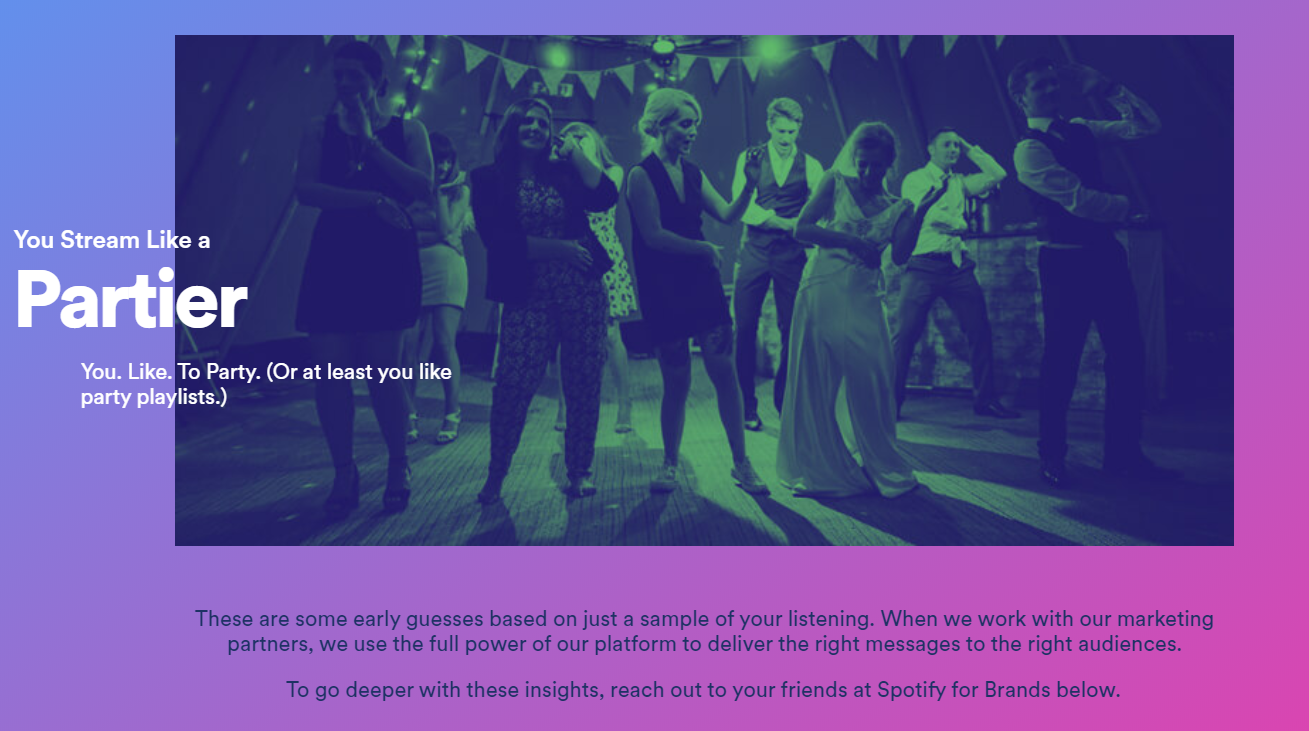 You Stream Like a
Partier
You. Like. To Party. (Or at least you like
party playlists.)
These are some early guesses based on just a sample of your listening. When we work with our marketing
partners, we use the full power of our platform to deliver the right messages to the right audiences.
To go deeper with these insights, reach out to your friends at Spotify for Brands below.